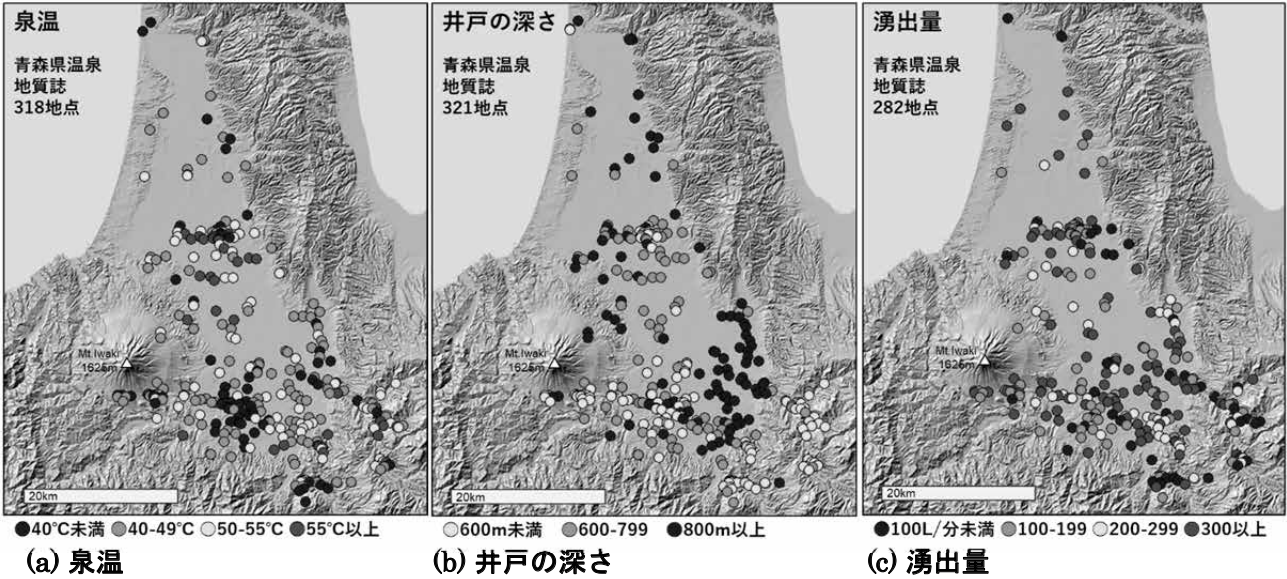 泉温
青森県温泉
地質誌
318地点
Mt.Iwaki
1625m
20km
40℃未満 40-49℃ 50-55℃ 55℃以上
(a) 泉温
井戸の深さ
青森県温泉
地質誌
321地点
Mt.Iwaki
1625m
20km
600m未満 600-799 800m以上
(b) 井戸の深さ
湧出量
青森県温泉
地質誌
282地点
Mt.Iwaki
1625m
20km
100L/分未満 100-199 200-299 300以上
(c) 湧出量